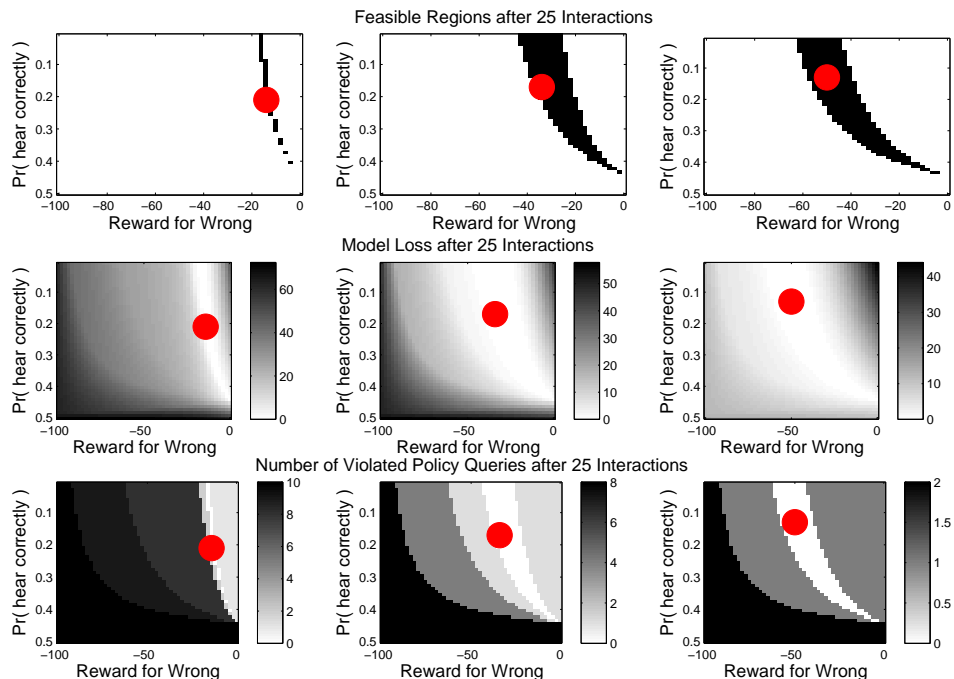 Feasible Regions after 25 Interactions
Pr( hear correctly )
0.1
0.2
0.3
0.4
0.5
-100 -80 -60 -40 -20 0
Reward for Wrong
Pr( hear correctly )
0.1
0.2
0.3
0.4
0.5
-100 -80 -60 -40 -20 0
Reward for Wrong
Pr( hear correctly )
0.1
0.2
0.3
0.4
0.5
-100 -80 -60 -40 -20 0
Reward for Wrong
Model Loss after 25 Interactions
Pr( hear correctly )
0.1
0.2
0.3
0.4
0.5
-100 -50 0
Reward for Wrong
60
40
20
0
Pr( hear correctly )
0.1
0.2
0.3
0.4
0.5
-100 -50 0
Reward for Wrong
50
40
30
20
10
0
Pr( hear correctly )
0.1
0.2
0.3
0.4
0.5
-100 -50 0
Reward for Wrong
40
30
20
10
0
Number of Violated Policy Queries after 25 Interactions
Pr( hear correctly )
0.1
0.2
0.3
0.4
0.5
-100 -50 0
Reward for Wrong
10
8
6
4
2
0
Pr( hear correctly )
0.1
0.2
0.3
0.4
0.5
-100 -50 0
Reward for Wrong
8
6
4
2
0
Pr( hear correctly )
0.1
0.2
0.3
0.4
0.5
-100 -50 0
Reward for Wrong
2
1.5
1
0.5
0